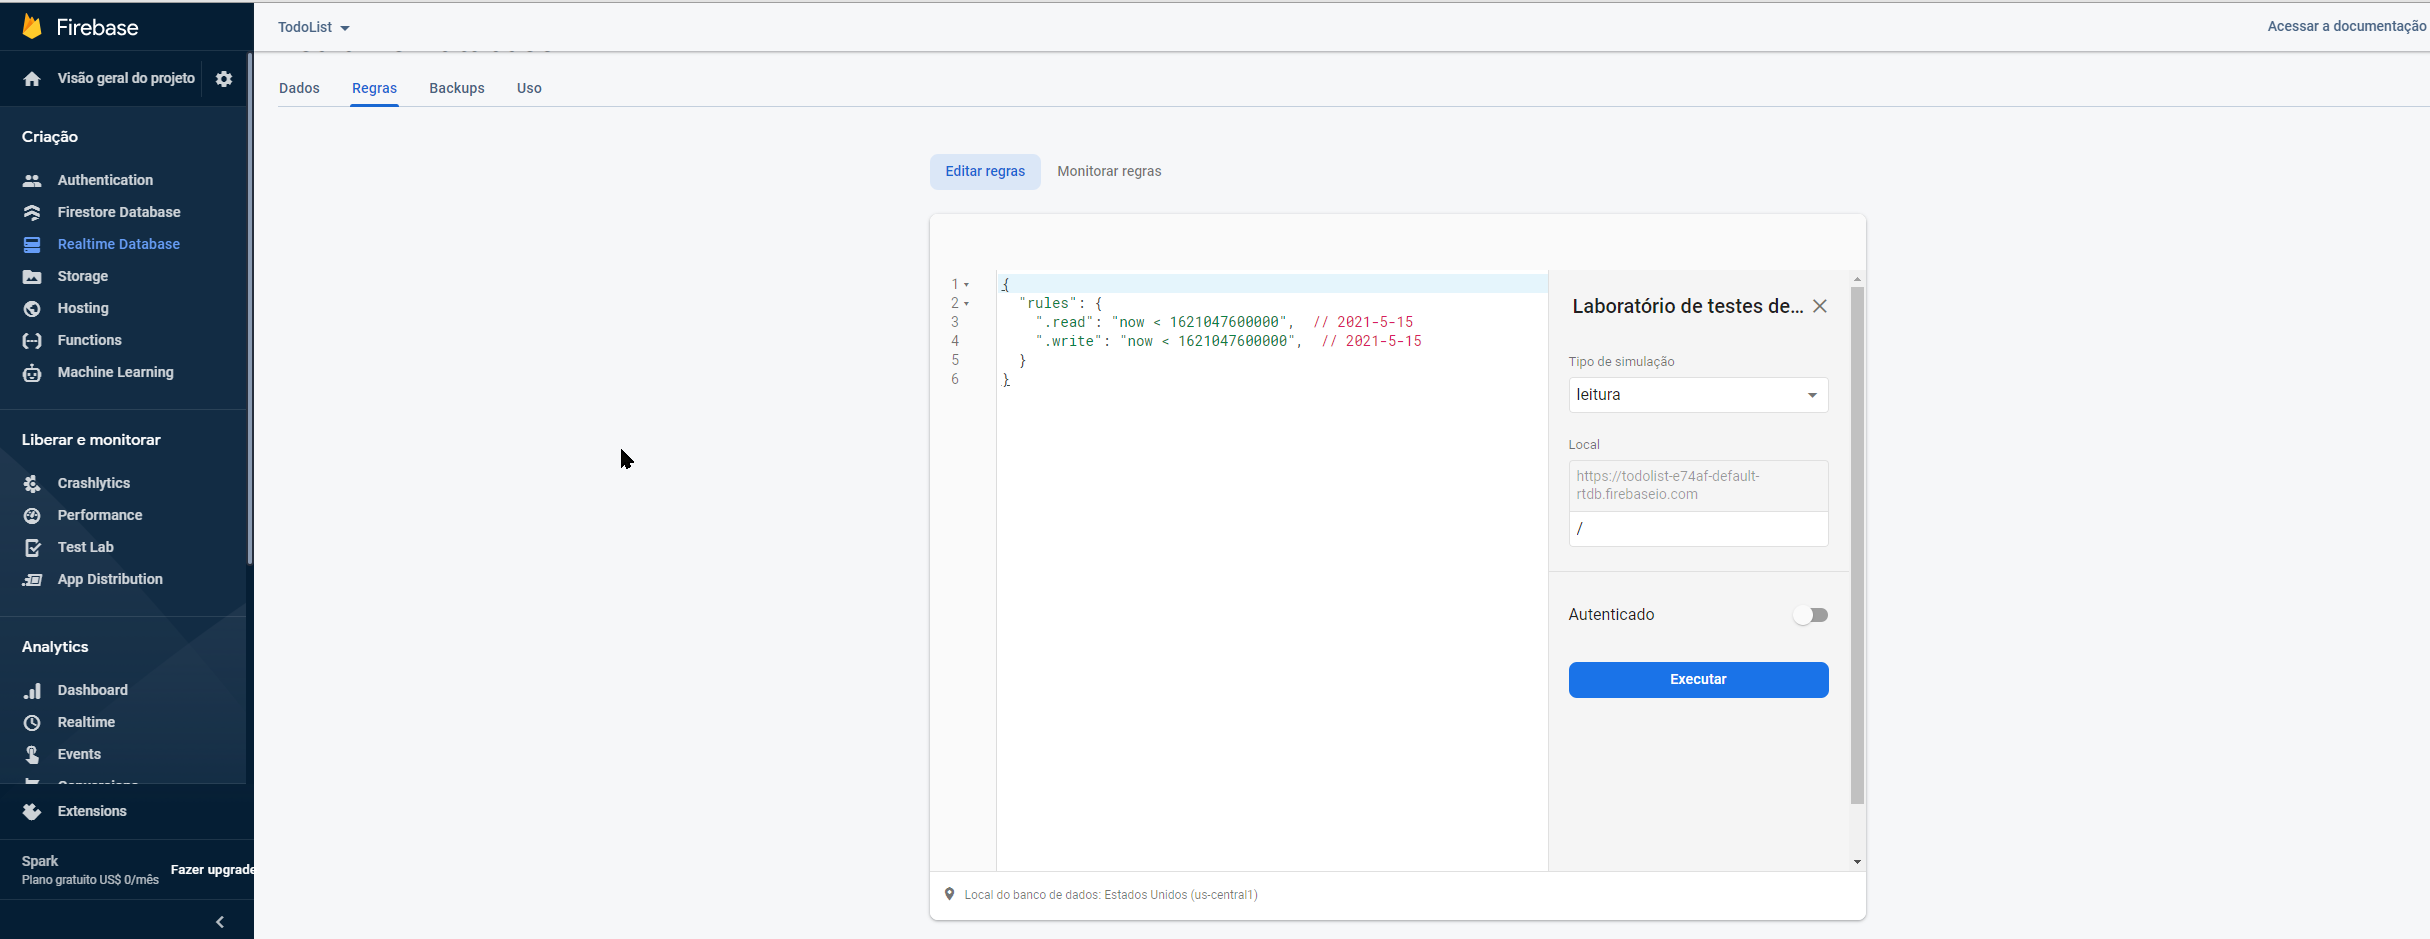 Firebase
TodoList
Acessar a documentação
Visão geral do projeto
Dados Regras Backups Uso
Criação
Authentication
Firestore Database
Realtime Database
Storage
Hosting
Functions
Machine Learning
Liberar e monitorar
Crashlytics
Performance
Test Lab
App Distribution
Analytics
Dashboard
Realtime
Events
Extensions
Spark
Plano gratuito US$ 0/mês
Fazer upgrade
Editar regras Monitorar regras
1 {
2 "rules": {
3 ".read": "now < 1621047600000", // 2021-5-15
4 ".write": "now < 1621047600000", // 2021-5-15
5 }
6 }
Laboratório de testes de...
Tipo de simulação
leitura
Local
https://todolist-e74af-default-
rtdb.firebaseio.com
/
Autenticado
Executar
Local do banco de dados: Estados Unidos (us-central1)